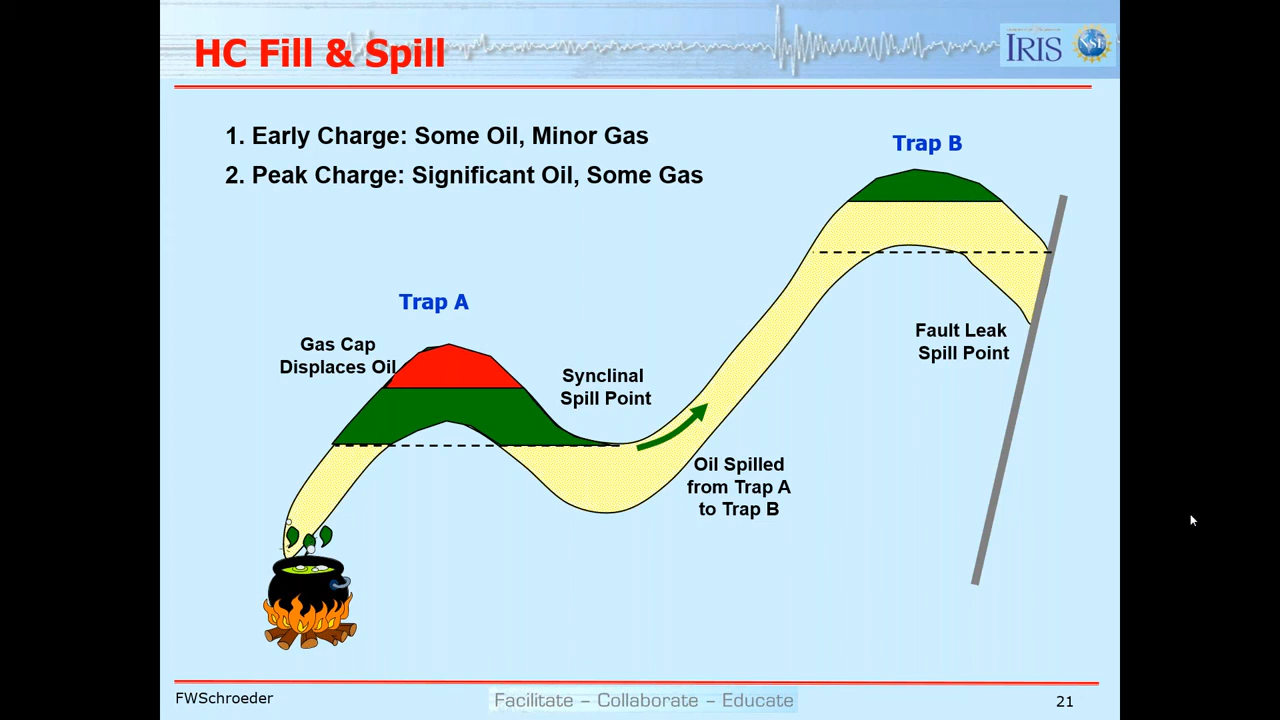 HC Fill & Spill
IRIS
NSF
1. Early Charge: Some Oil, Minor Gas
2. Peak Charge: Significant Oil, Some Gas
Trap B
Trap A
Gas Cap
Displaces Oil
Synclinal
Spill Point
Fault Leak
Spill Point
Oil Spilled
from Trap A
to Trap B
FWSchroeder
Facilitate – Collaborate – Educate
21